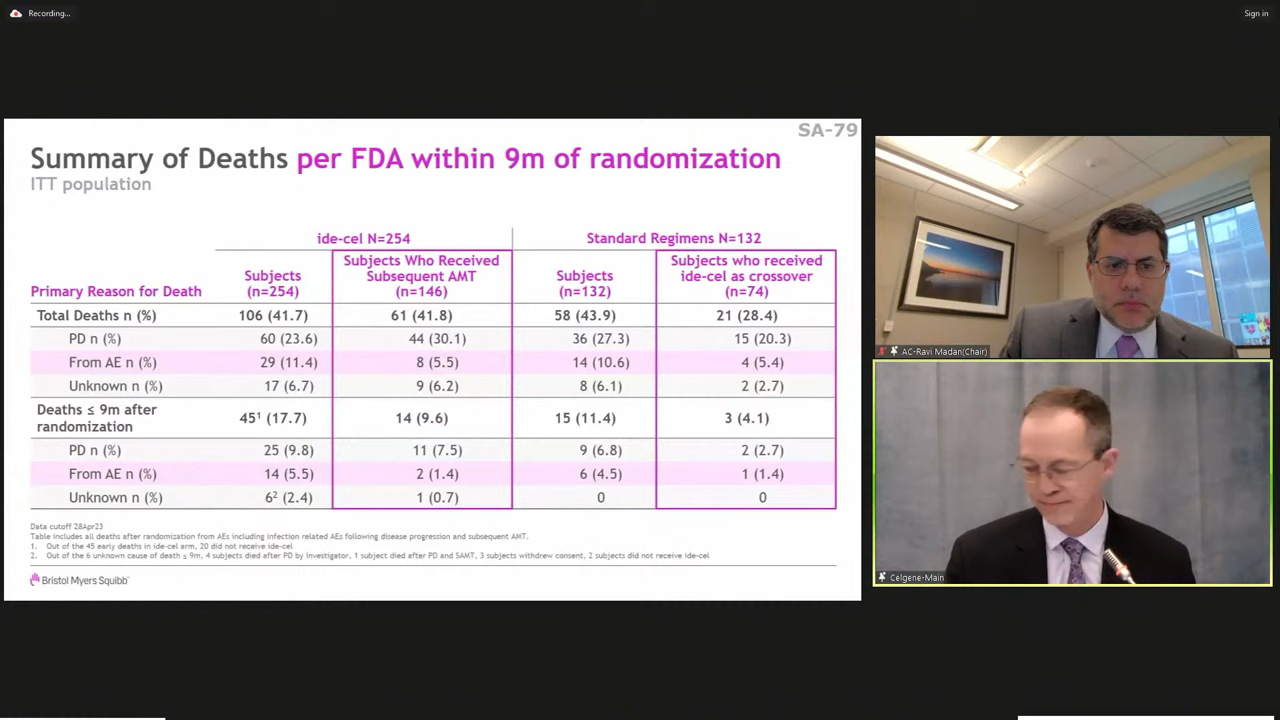 Recording...
Sign in
SA-79
Summary of Deaths per FDA within 9m of randomization
ITT population
ide-cel N=254
Standard Regimens N=132
Primary Reason for Death
Subjects
(n=254)
Subjects Who Received
Subsequent AMT
(n=146)
Subjects
(n=132)
Subjects who received
ide-cel as crossover
(n=74)
Total Deaths n (%) 106 (41.7) 61 (41.8) 58 (43.9) 21 (28.4)
PD n (%) 60 (23.6) 44 (30.1) 36 (27.3) 15 (20.3)
From AE n (%) 29 (11.4) 8 (5.5) 14 (10.6) 4 (5.4)
Unknown n (%) 17 (6.7) 9 (6.2) 8 (6.1) 2 (2.7)
Deaths ≤ 9m after
randomization 45¹ (17.7) 14 (9.6) 15 (11.4) 3 (4.1)
PD n (%) 25 (9.8) 11 (7.5) 9 (6.8) 2 (2.7)
From AE n (%) 14 (5.5) 2 (1.4) 6 (4.5) 1 (1.4)
Unknown n (%) 6² (2.4) 1 (0.7) 0 0
Data cutoff 28Apr23
Table includes all deaths after randomization from AEs including infection related AEs following disease progression and subsequent AMT.
1. Out of the 45 early deaths in ide-cel arm, 20 did not receive ide-cel
2. Out of the 6 unknown cause of death ≤ 9m, 4 subjects died after PD by Investigator, 1 subject died after PD and SAMT, 3 subjects withdrew consent, 2 subjects did not receive ide-cel
Bristol Myers Squibb
AC-Ravi Madan(Chair)
Celgene-Main